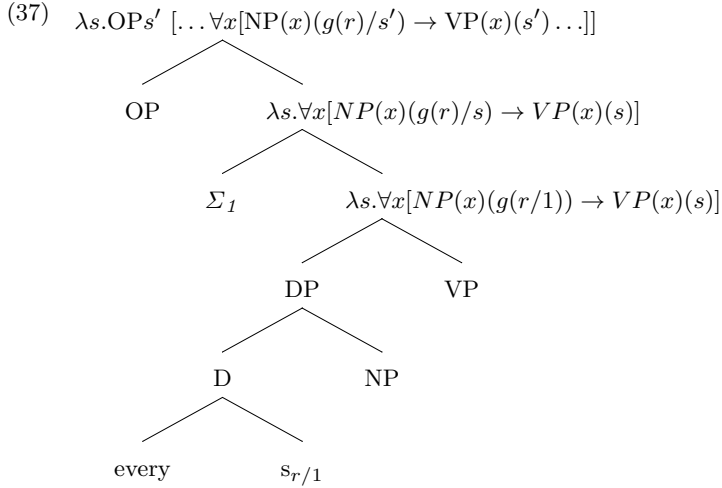 (37) λs.OPs′ [...∀x[NP(x)(g(r)/s′) → VP(x)(s′)...]]
OP λs.∀x[NP(x)(g(r)/s) → VP(x)(s)]
Σ₁ λs.∀x[NP(x)(g(r/1)) → VP(x)(s)]
DP VP
D NP
every s_{r/1}